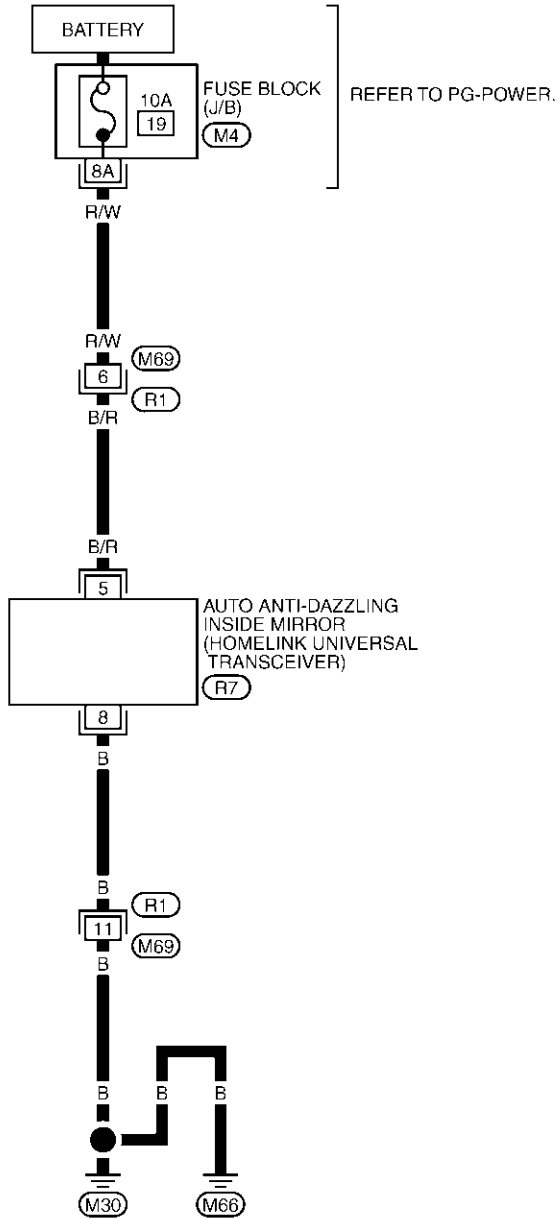 BATTERY
10A
19
FUSE BLOCK
(J/B)
M4
REFER TO PG-POWER.
8A
R/W
R/W
M69
6
R1
B/R
B/R
5
AUTO ANTI-DAZZLING
INSIDE MIRROR
(HOMELINK UNIVERSAL
TRANSCEIVER)
R7
8
B
B
R1
11
M69
B
B
B
B
M30
M66